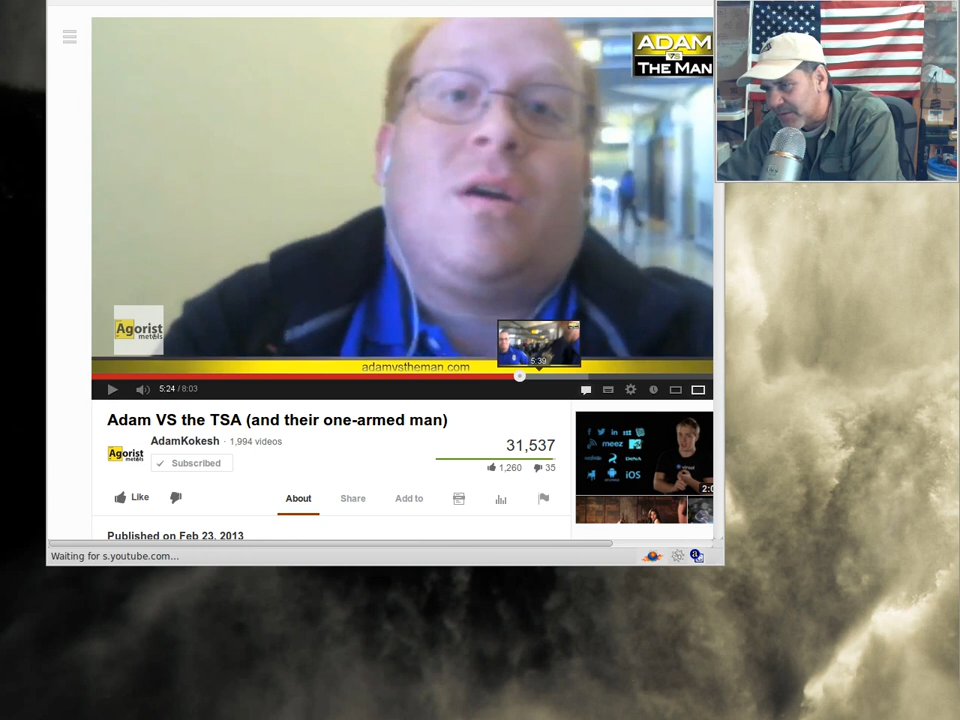 ADAM
VS
THE MAN
Agorist
metals
5:39
adamvstheman.com
5:24 / 8:03
Adam VS the TSA (and their one-armed man)
Agorist
metals
AdamKokesh · 1,994 videos
Subscribed
31,537
1,260 35
Like
About Share Add to
meez
iOS
2:0
Published on Feb 23, 2013
Waiting for s.youtube.com...